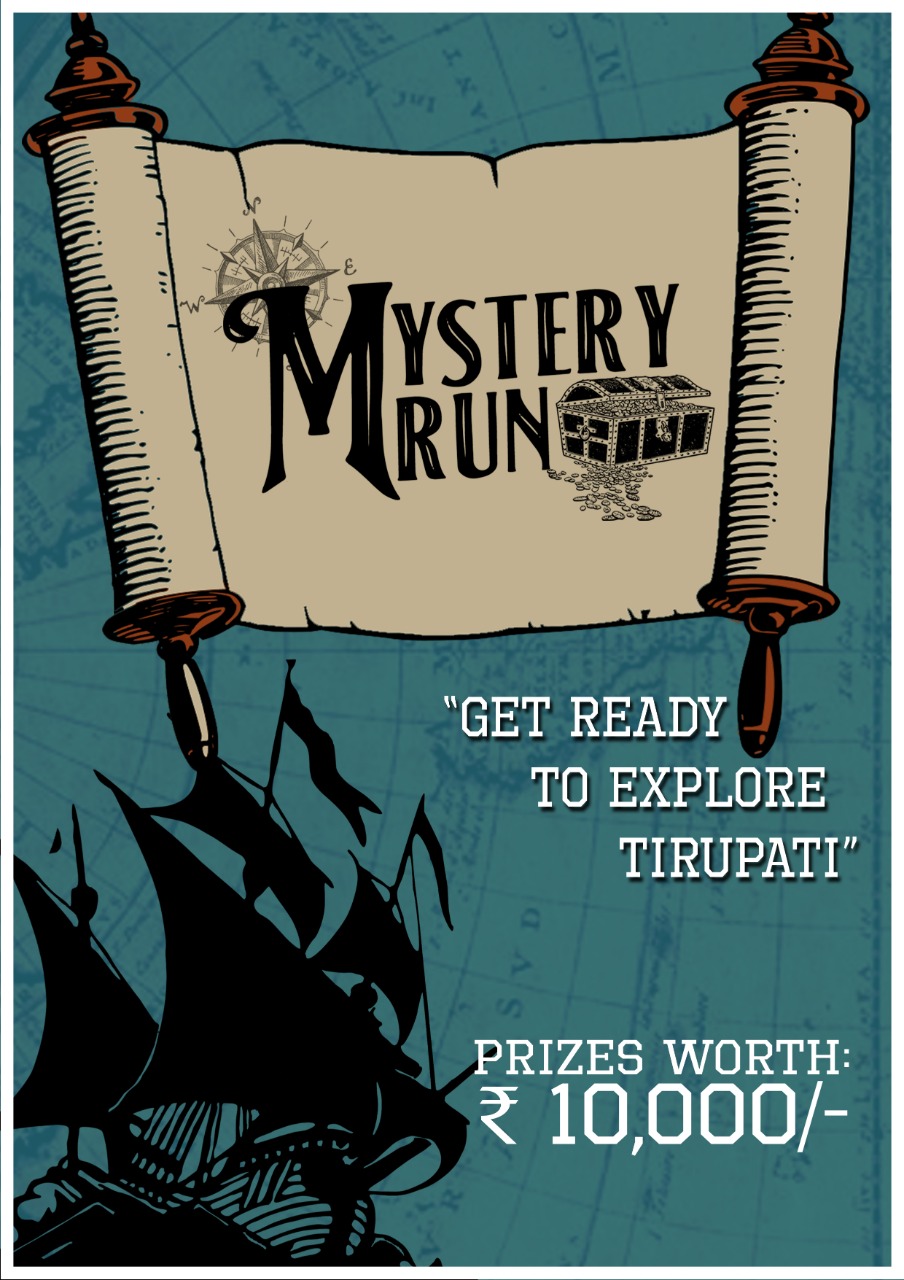 N
E
W
MYSTERY
RUN
“GET READY
TO EXPLORE
TIRUPATI”
PRIZES WORTH:
₹ 10,000/-